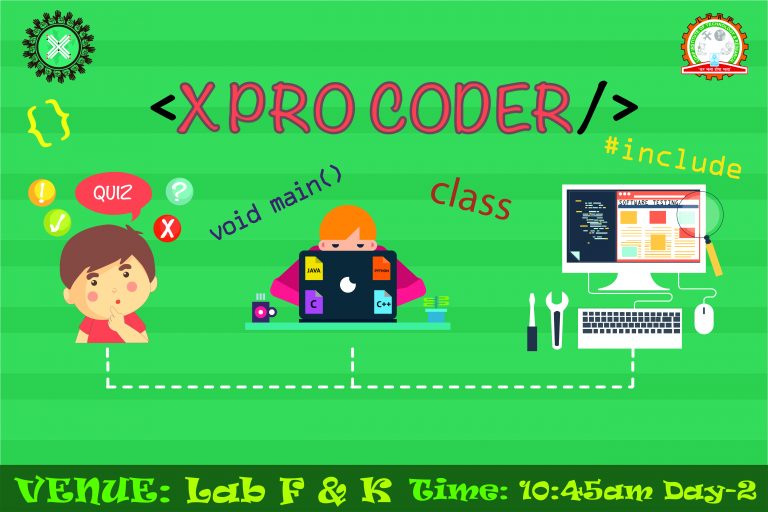 <X PRO CODER/>
{}
#include
QUIZ
!
?
void main()
class
SOFTWARE TESTING
JAVA
PYTHON
C
C++
VENUE: Lab F & K Time: 10:45am Day-2